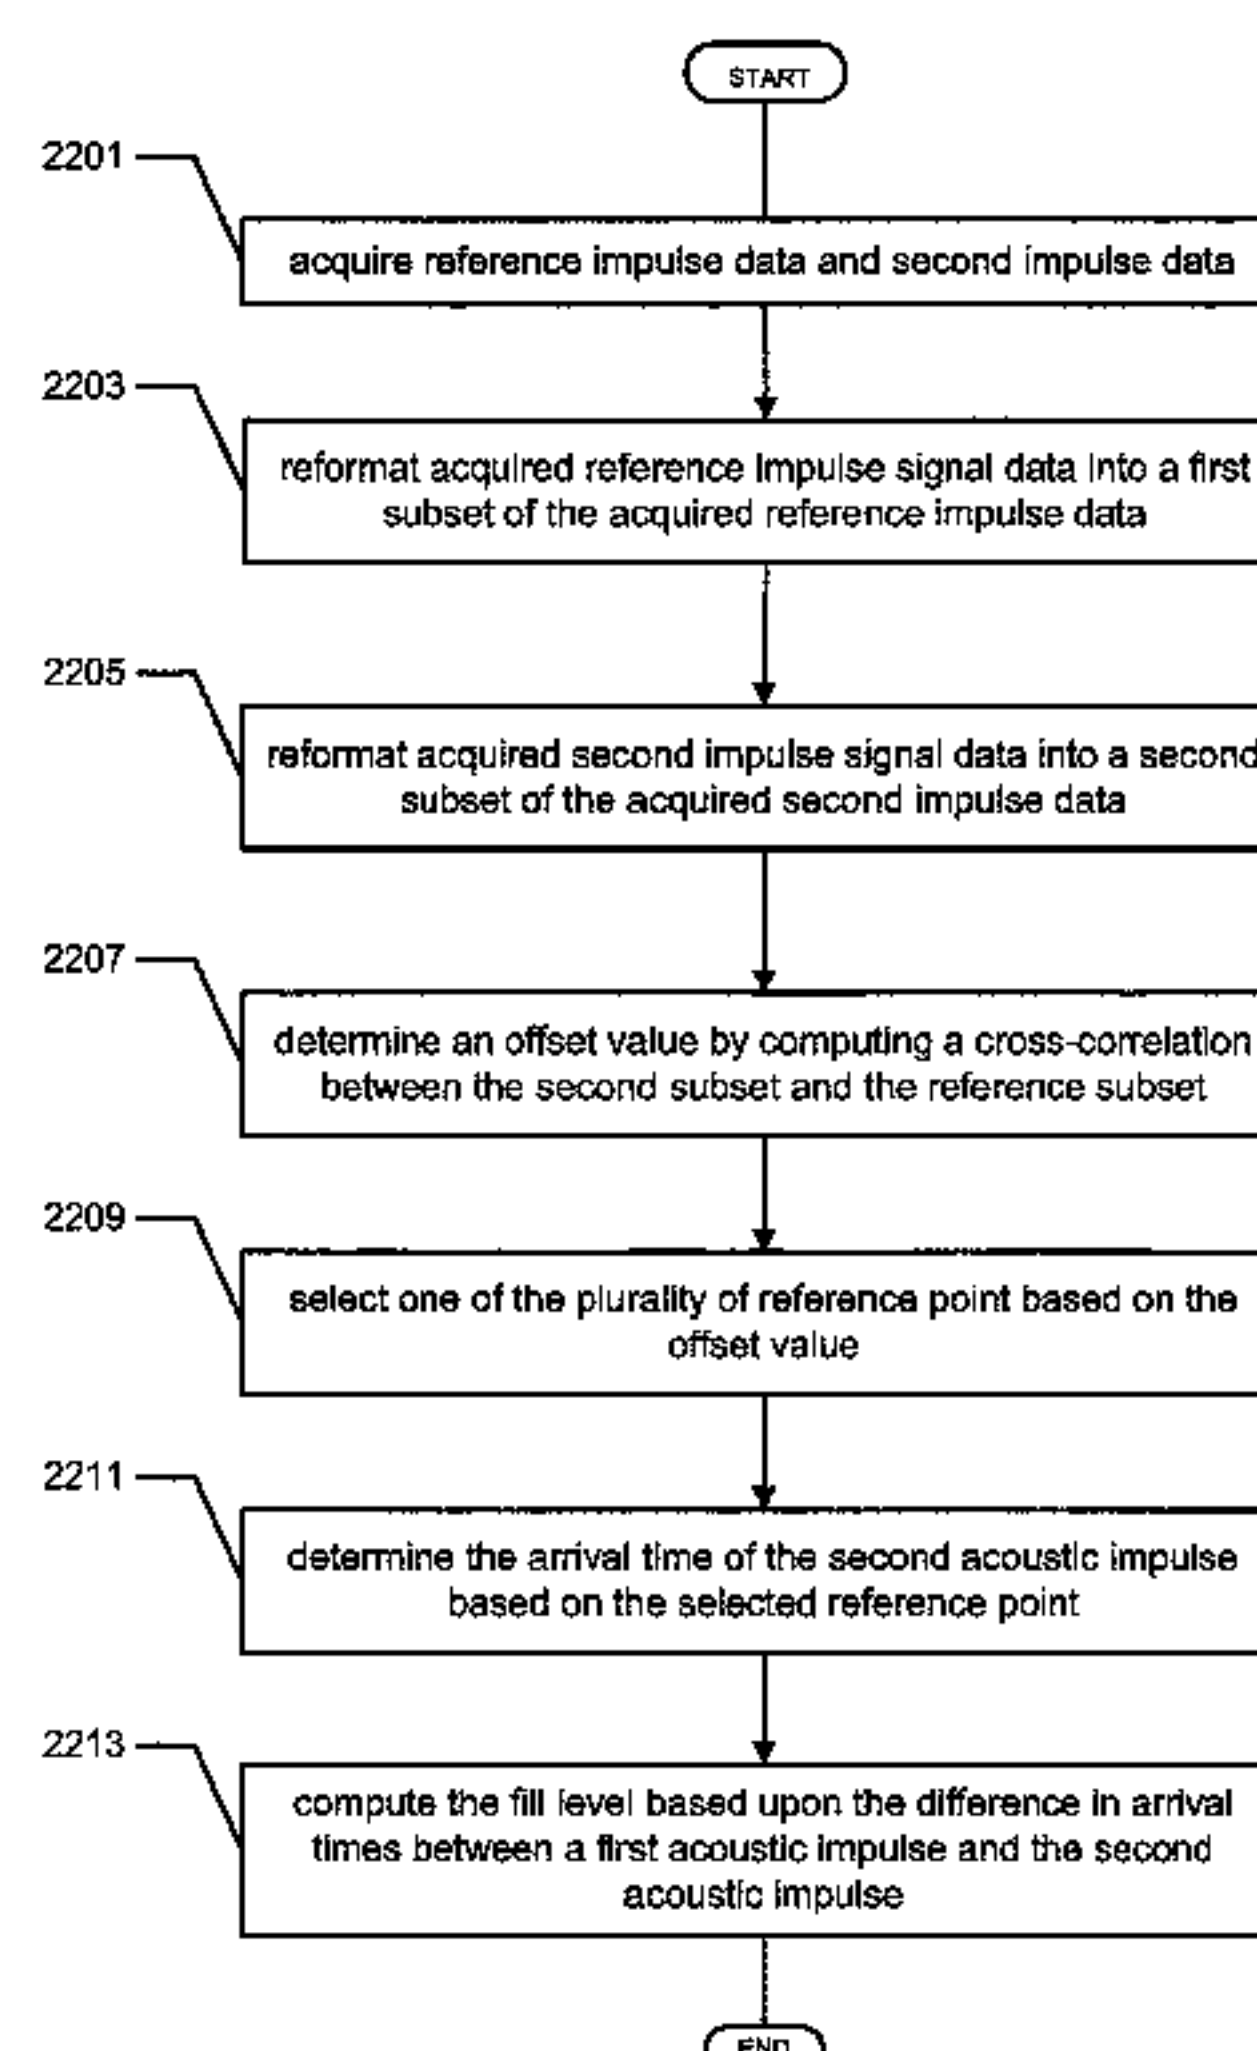 START
2201
acquire reference impulse data and second impulse data
2203
reformat acquired reference impulse signal data into a first
subset of the acquired reference impulse data
2205
reformat acquired second impulse signal data into a second
subset of the acquired second impulse data
2207
determine an offset value by computing a cross-correlation
between the second subset and the reference subset
2209
select one of the plurality of reference point based on the
offset value
2211
determine the arrival time of the second acoustic impulse
based on the selected reference point
2213
compute the fill level based upon the difference in arrival
times between a first acoustic impulse and the second
acoustic impulse
END